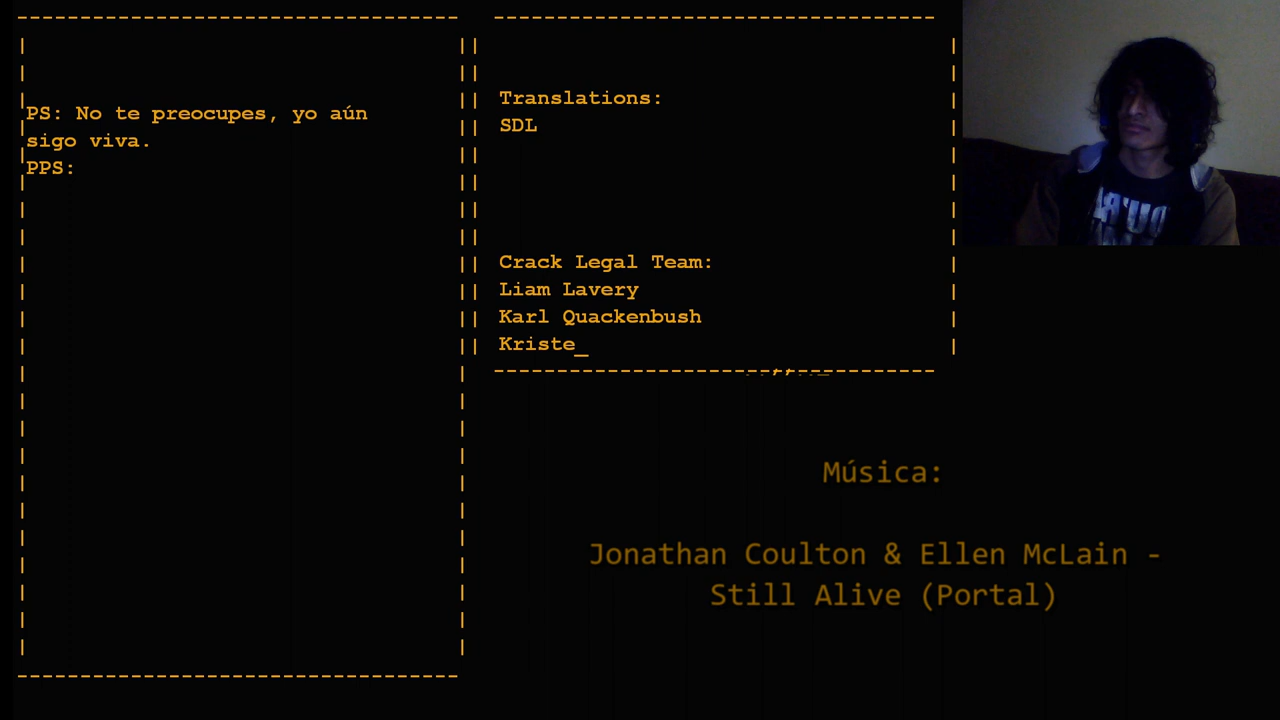 PS: No te preocupes, yo aún
sigo viva.
PPS:
Translations:
SDL
Crack Legal Team:
Liam Lavery
Karl Quackenbush
Kriste_
Música:
Jonathan Coulton & Ellen McLain -
Still Alive (Portal)